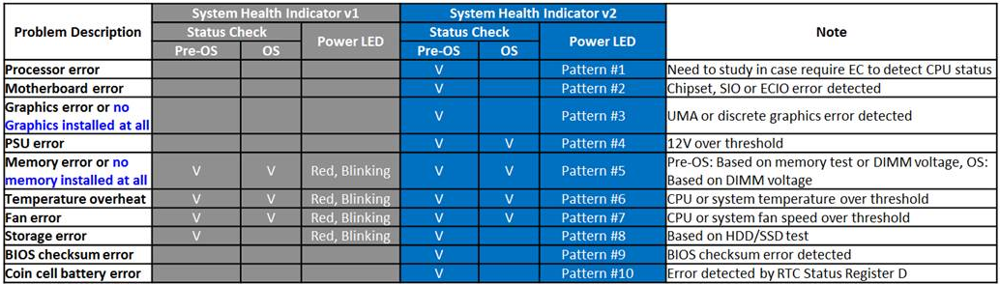 Problem Description System Health Indicator v1 System Health Indicator v2 Note
Status Check Power LED Status Check Power LED
Pre-OS OS Pre-OS OS
Processor error V Pattern #1 Need to study in case require EC to detect CPU status
Motherboard error V Pattern #2 Chipset, SIO or ECIO error detected
Graphics error or no
Graphics installed at all V Pattern #3 UMA or discrete graphics error detected
PSU error V V Pattern #4 12V over threshold
Memory error or no
memory installed at all V V Red, Blinking V V Pattern #5 Pre-OS: Based on memory test or DIMM voltage, OS:
Based on DIMM voltage
Temperature overheat V V Red, Blinking V V Pattern #6 CPU or system temperature over threshold
Fan error V V Red, Blinking V V Pattern #7 CPU or system fan speed over threshold
Storage error V Red, Blinking V Pattern #8 Based on HDD/SSD test
BIOS checksum error V Pattern #9 BIOS checksum error detected
Coin cell battery error V Pattern #10 Error detected by RTC Status Register D